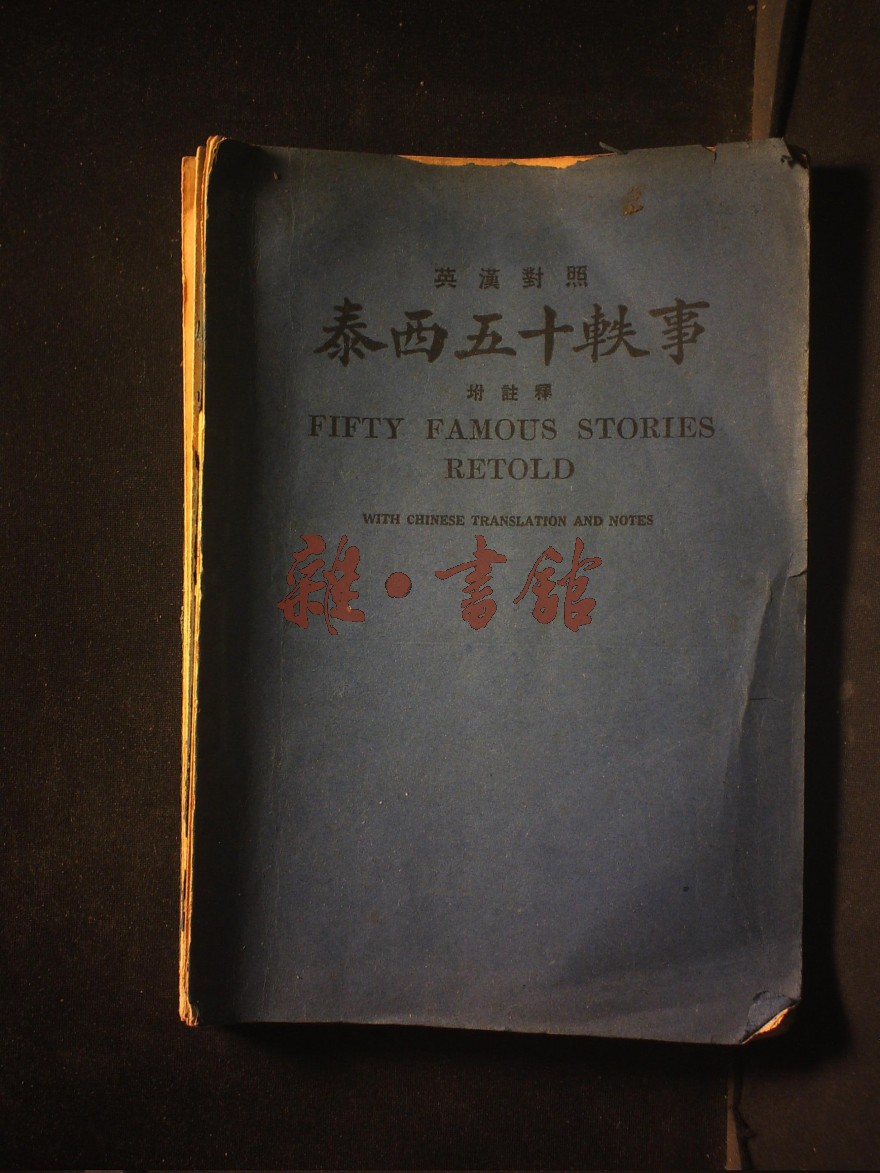 英漢對照
泰西五十軼事
坿註釋
FIFTY FAMOUS STORIES
RETOLD
WITH CHINESE TRANSLATION AND NOTES
雜·書館